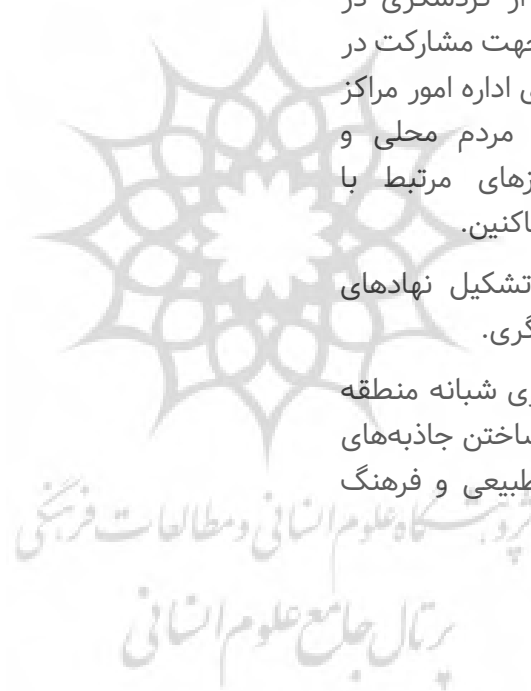 از گردشگری در
جهت مشارکت در
ی اداره امور مراکز
مردم محلی و
زهای مرتبط با
اکنین.
تشکیل نهادهای
گری.
ری شبانه منطقه
ساختن جاذبه‌های
طبیعی و فرهنگ
پژوهشگاه علوم انسانی و مطالعات فرهنگی
پرتال جامع علوم انسانی